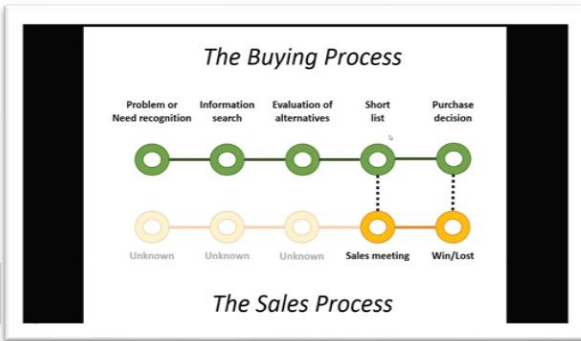 The Buying Process
Problem or
Need recognition
Information
search
Evaluation of
alternatives
Short
list
Purchase
decision
Unknown
Unknown
Unknown
Sales meeting
Win/Lost
The Sales Process